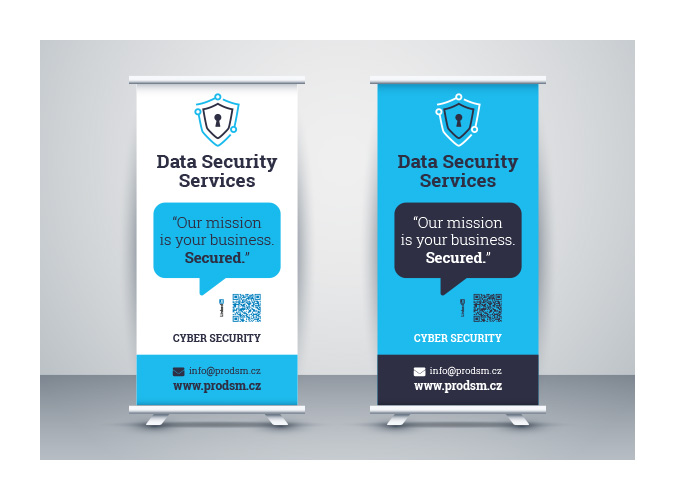 Data Security
Services
“Our mission
is your business.
Secured.”
CYBER SECURITY
info@prodsm.cz
www.prodsm.cz
Data Security
Services
“Our mission
is your business.
Secured.”
CYBER SECURITY
info@prodsm.cz
www.prodsm.cz